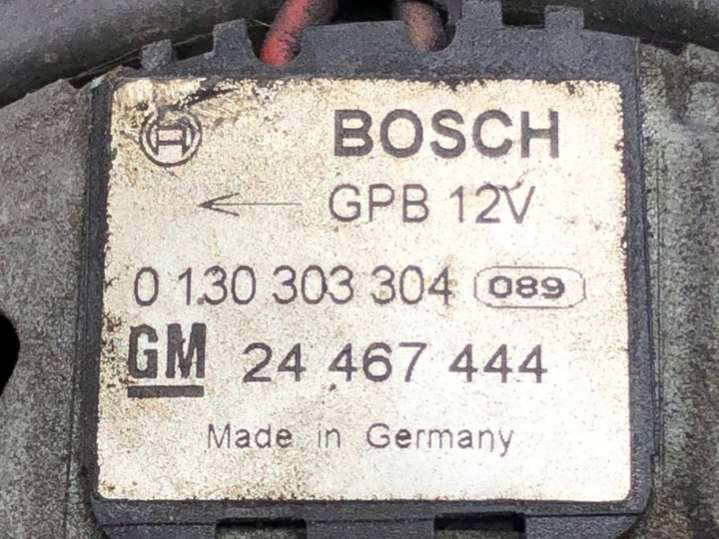 BOSCH
GPB 12V
0 130 303 304 089
GM 24 467 444
Made in Germany